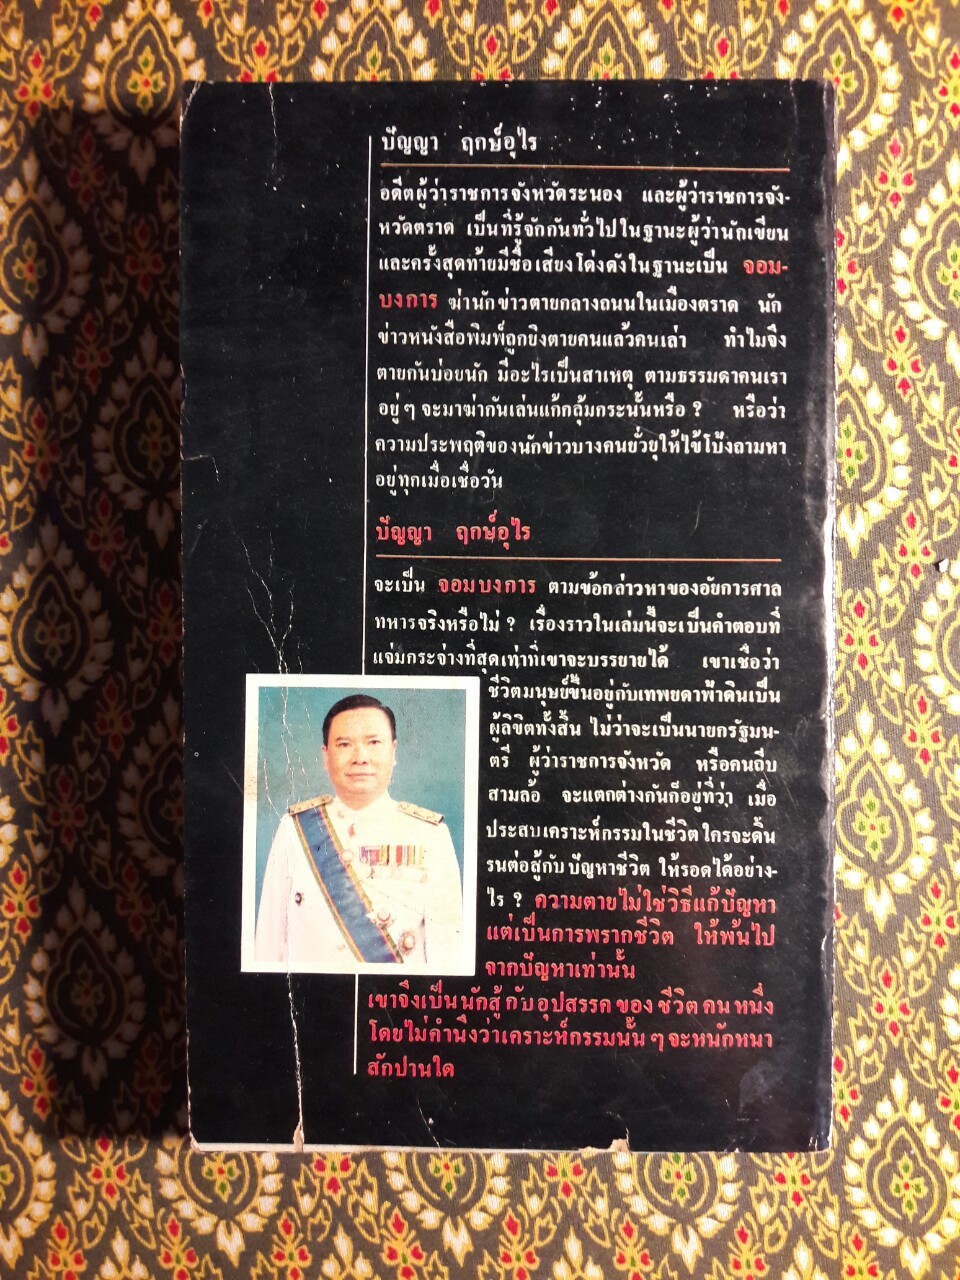 ปัญญา ฤกษ์อุไร
อดีตผู้ว่าราชการจังหวัดระนอง และผู้ว่าราชการจัง-
หวัดตราด เป็นที่รู้จักกันทั่วไปในฐานะผู้ว่านักเขียน
และครั้งสุดท้ายมีชื่อเสียงโด่งดังในฐานะเป็น จอม-
บงการ ฆ่านักข่าวตายกลางถนนในเมืองตราด นัก
ข่าวหนังสือพิมพ์ถูกยิงตายคนแล้วคนเล่า ทำไมจึง
ตายกันบ่อยนัก มีอะไรเป็นสาเหตุ ตามธรรมดาคนเรา
อยู่ๆ จะมาฆ่ากันเล่นแก้กลุ้มกระนั้นหรือ ? หรือว่า
ความประพฤติของนักข่าวบางคนยั่วยุให้ไข้โป้งถามหา
อยู่ทุกเมื่อเชื่อวัน
ปัญญา ฤกษ์อุไร
จะเป็น จอมบงการ ตามข้อกล่าวหาของอัยการศาล
ทหารจริงหรือไม่ ? เรื่องราวในเล่มนี้จะเป็นคำตอบที่
แจ่มกระจ่างที่สุดเท่าที่เขาจะบรรยายได้ เขาเชื่อว่า
ชีวิตมนุษย์ขึ้นอยู่กับเทพยดาฟ้าดินเป็น
ผู้ลิขิตทั้งสิ้น ไม่ว่าจะเป็นนายกรัฐมน-
ตรี ผู้ว่าราชการจังหวัด หรือคนถีบ
สามล้อ จะแตกต่างกันก็อยู่ที่ว่า เมื่อ
ประสบเคราะห์กรรมในชีวิตใครจะดิ้น
รนต่อสู้กับปัญหาชีวิต ให้รอดได้อย่าง-
ไร ? ความตายไม่ใช่วิธีแก้ปัญหา
แต่เป็นการพรากชีวิต ให้พ้นไป
จากปัญหาเท่านั้น
เขาจึงเป็นนักสู้กับอุปสรรคของชีวิตคนหนึ่ง
โดยไม่คำนึงว่าเคราะห์กรรมนั้นๆจะหนักหนา
สักปานใด